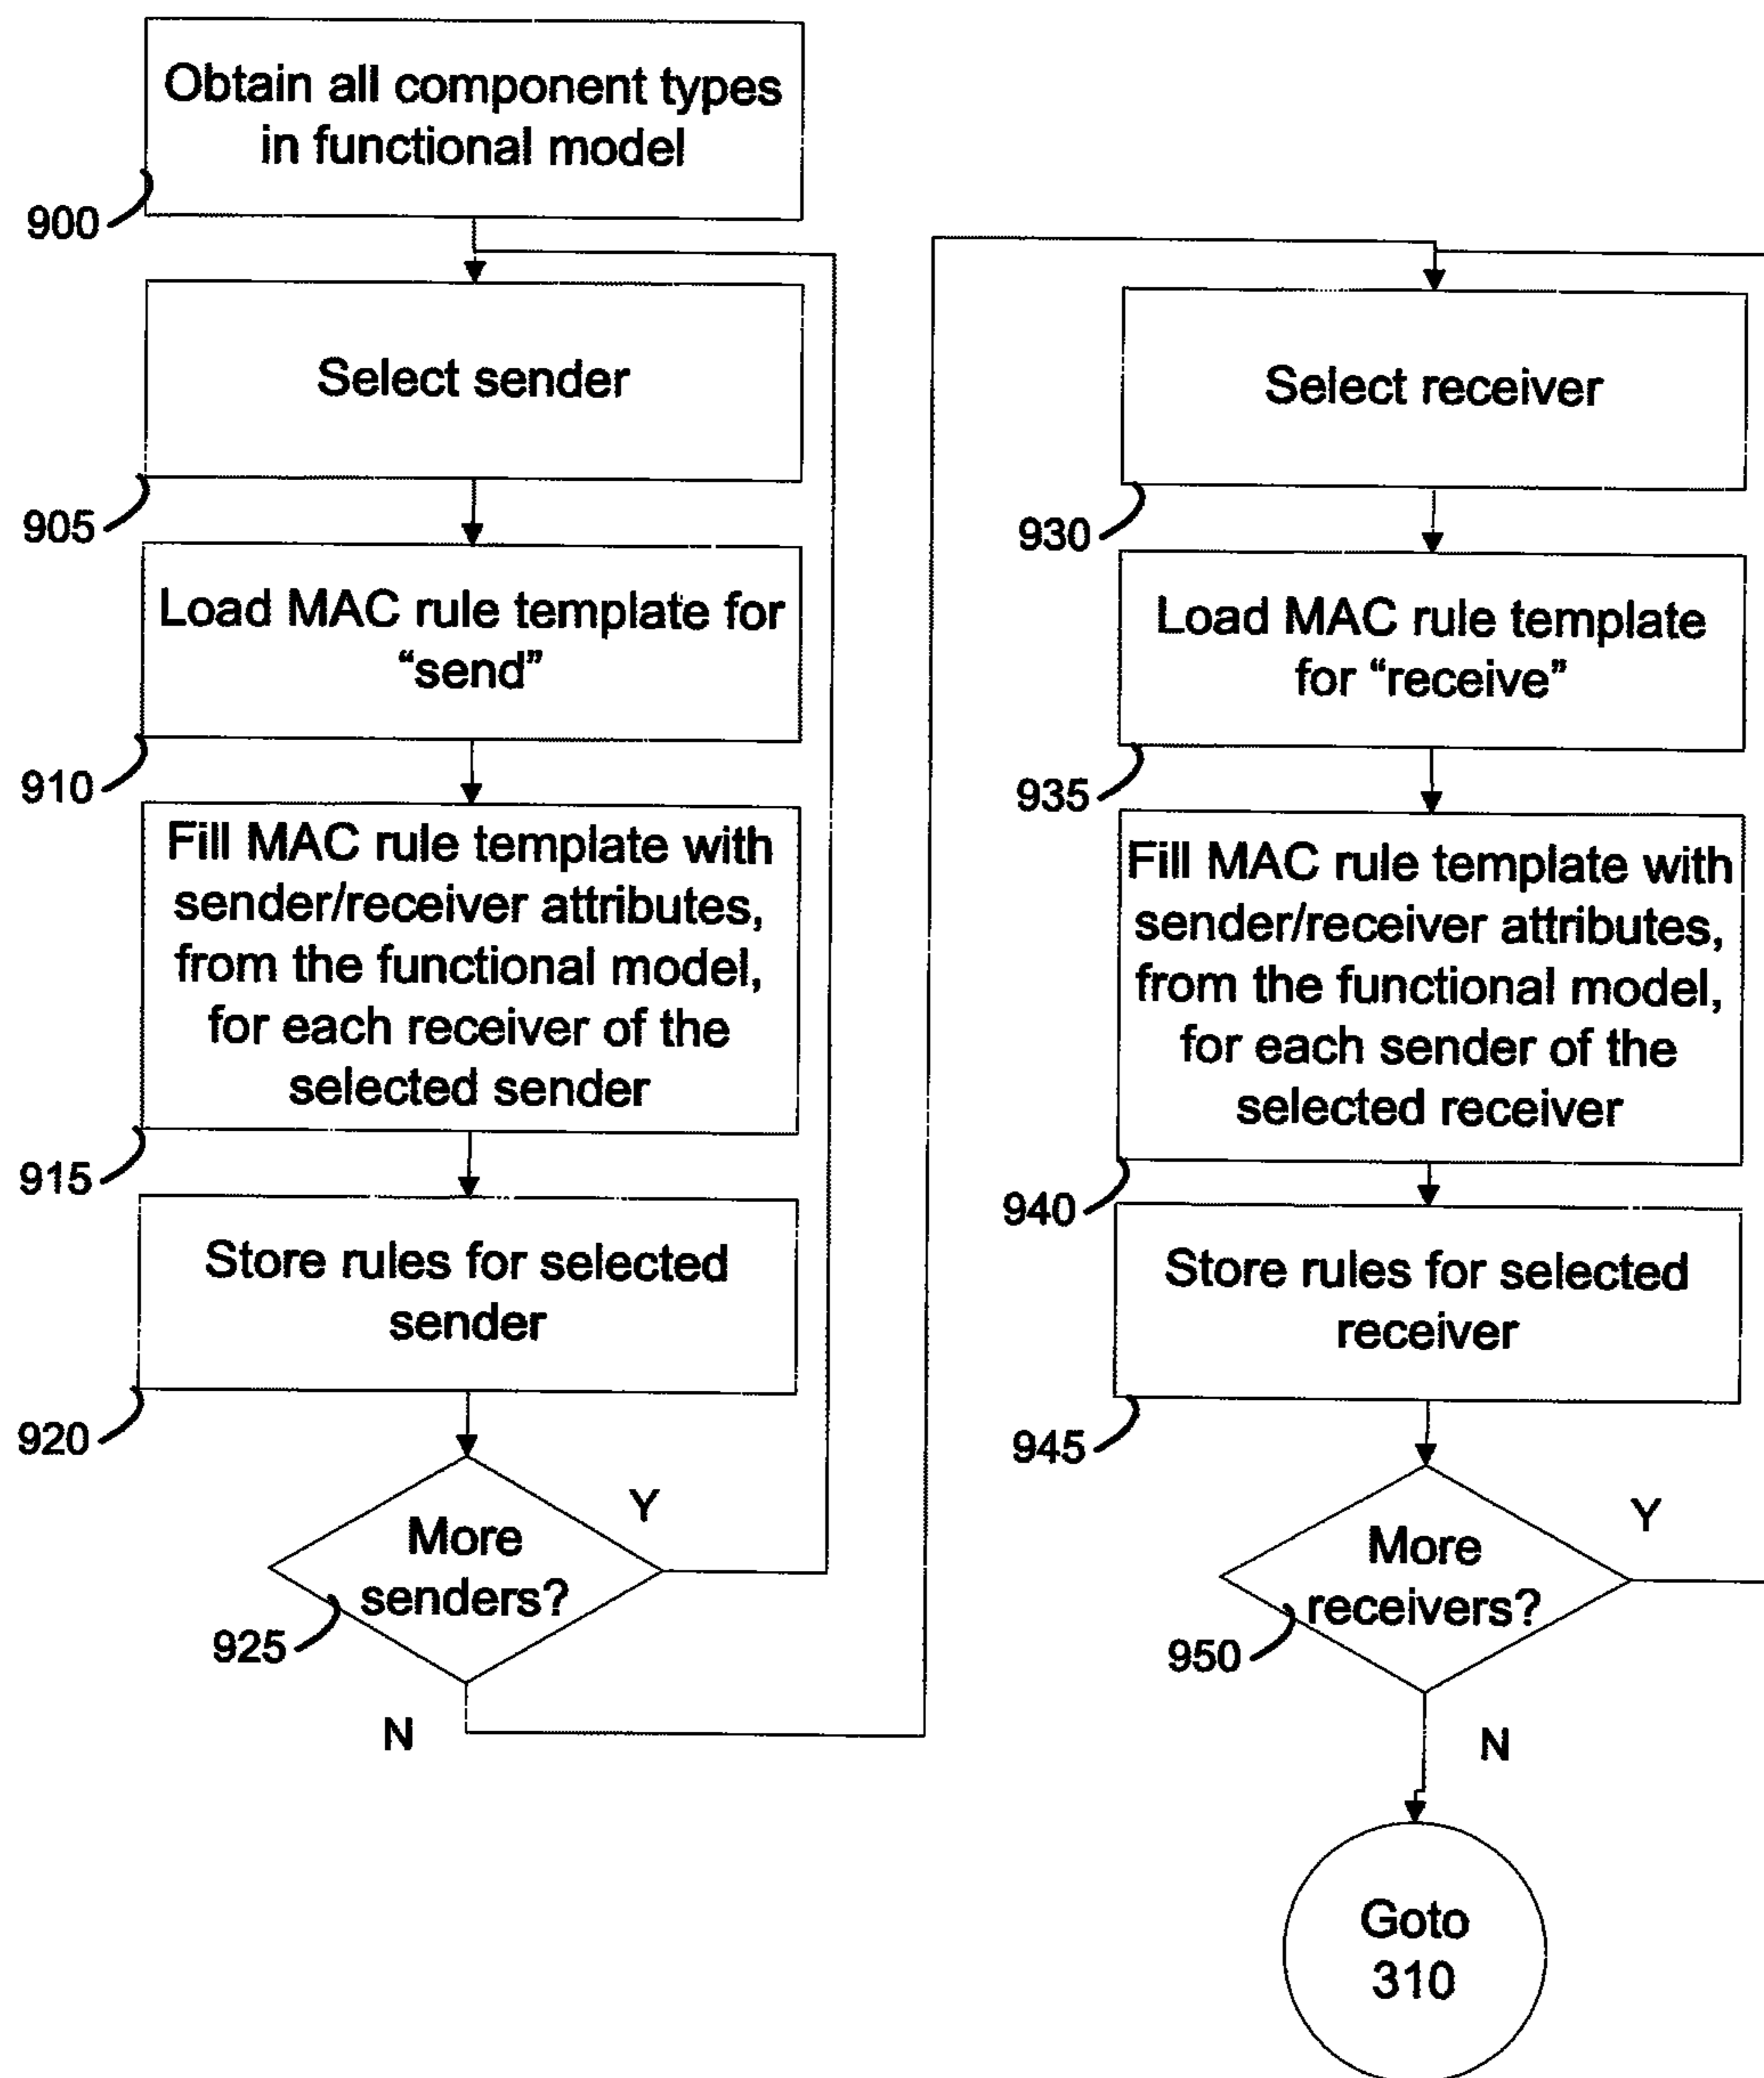 Obtain all component types
in functional model
900
Select sender
905
Load MAC rule template for
“send”
910
Fill MAC rule template with
sender/receiver attributes,
from the functional model,
for each receiver of the
selected sender
915
Store rules for selected
sender
920
More
senders?
Y
925
N
Select receiver
930
Load MAC rule template
for “receive”
935
Fill MAC rule template with
sender/receiver attributes,
from the functional model,
for each sender of the
selected receiver
940
Store rules for selected
receiver
945
More
receivers?
Y
950
N
Goto
310